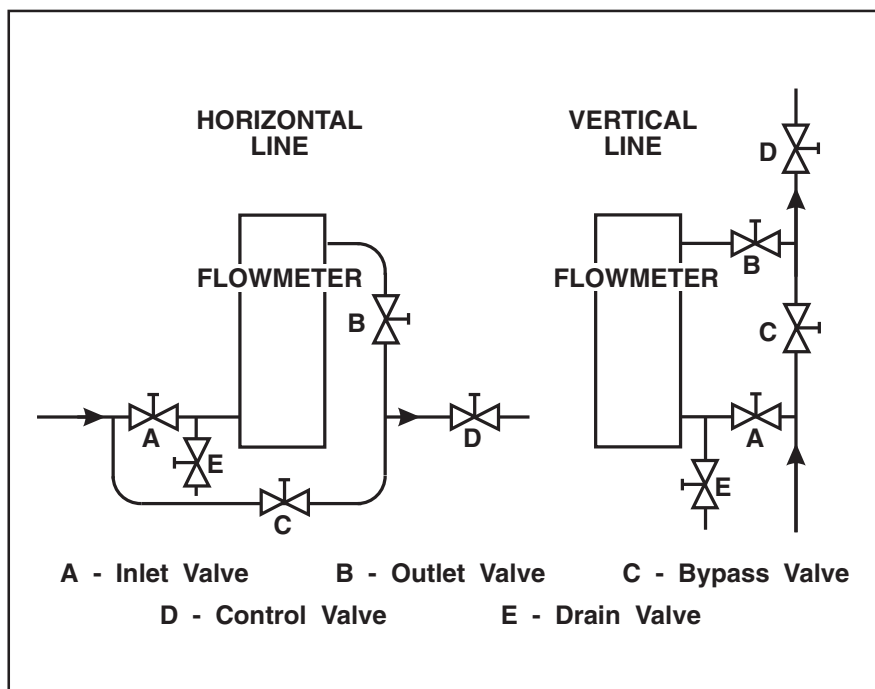 HORIZONTAL
LINE
VERTICAL
LINE
D
FLOWMETER
B
A
E
D
C
FLOWMETER
B
C
A
E
A - Inlet Valve B - Outlet Valve C - Bypass Valve
D - Control Valve E - Drain Valve